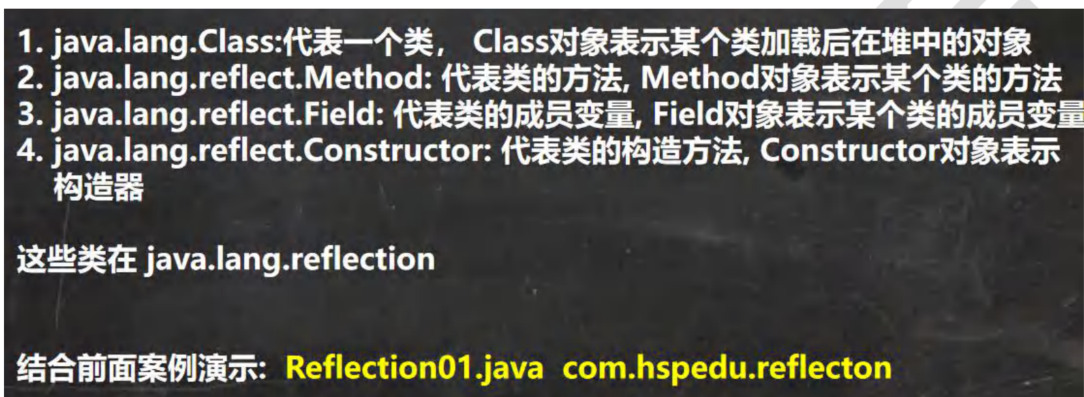 1. java.lang.Class:代表一个类， Class对象表示某个类加载后在堆中的对象
2. java.lang.reflect.Method: 代表类的方法, Method对象表示某个类的方法
3. java.lang.reflect.Field: 代表类的成员变量, Field对象表示某个类的成员变量
4. java.lang.reflect.Constructor: 代表类的构造方法, Constructor对象表示
构造器
这些类在 java.lang.reflection
结合前面案例演示: Reflection01.java com.hspedu.reflecton